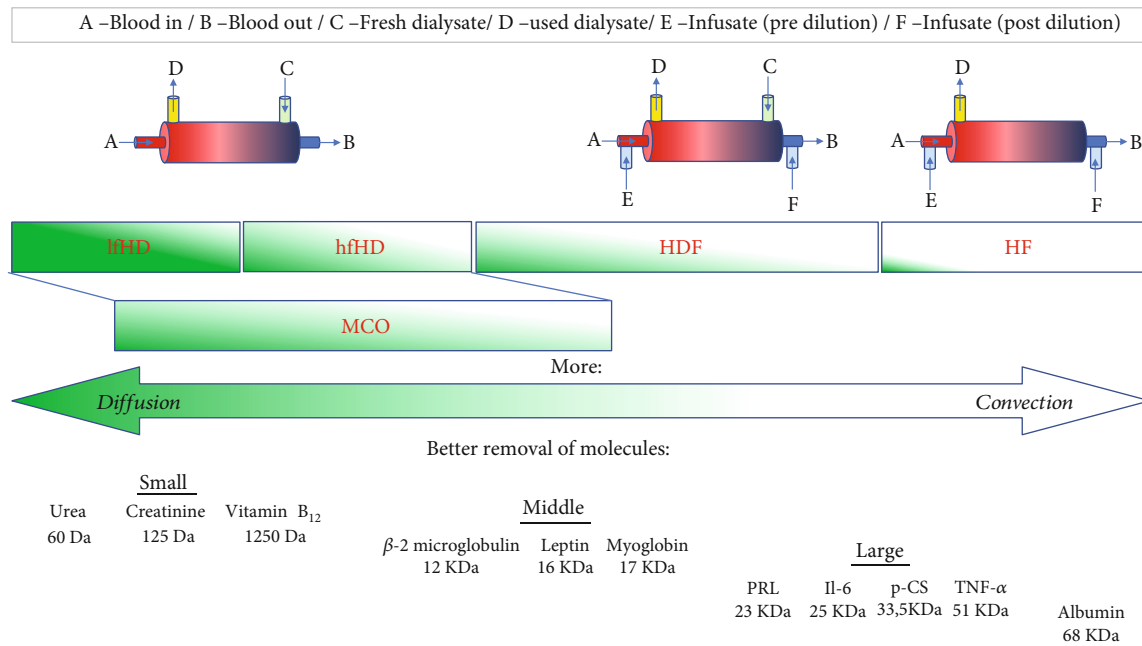 A –Blood in / B –Blood out / C –Fresh dialysate/ D –used dialysate/ E –Infusate (pre dilution) / F –Infusate (post dilution)
D C
A B
D C
A B
E F
D
A B
E F
lfHD hfHD HDF HF
MCO
More:
Diffusion Convection
Better removal of molecules:
Small
Urea Creatinine Vitamin B₁₂
60 Da 125 Da 1250 Da
Middle
β-2 microglobulin Leptin Myoglobin
12 KDa 16 KDa 17 KDa
Large
PRL Il-6 p-CS TNF-α
23 KDa 25 KDa 33,5KDa 51 KDa
Albumin
68 KDa